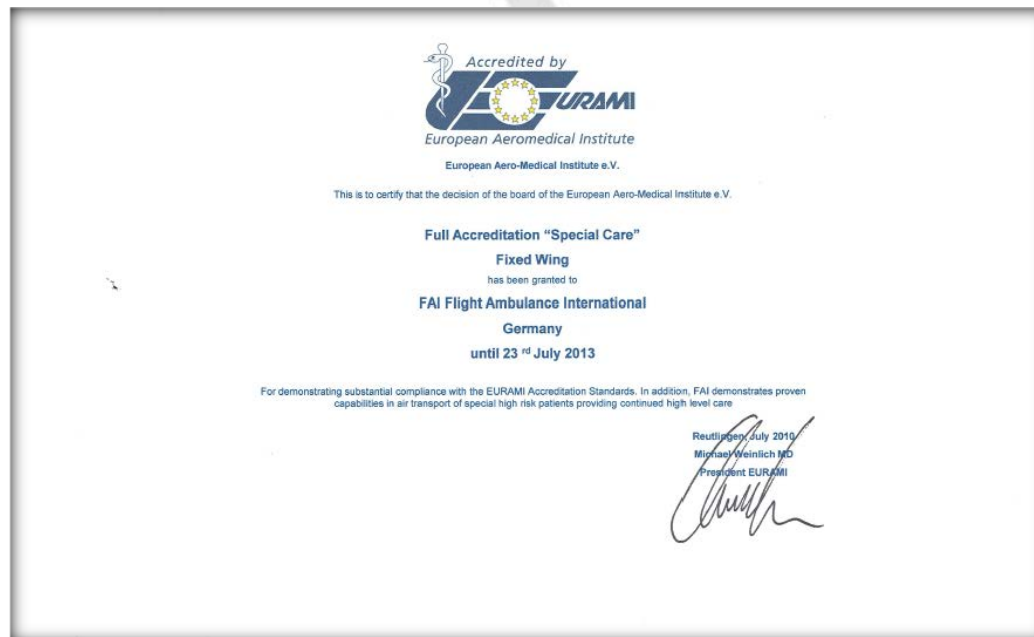 Accredited by
EURAMI
European Aeromedical Institute
European Aero-Medical Institute e.V.
This is to certify that the decision of the board of the European Aero-Medical Institute e.V.
Full Accreditation “Special Care”
Fixed Wing
has been granted to
FAI Flight Ambulance International
Germany
until 23 rd July 2013
For demonstrating substantial compliance with the EURAMI Accreditation Standards. In addition, FAI demonstrates proven
capabilities in air transport of special high risk patients providing continued high level care
Reutlingen, July 2010
Michael Weinlich MD
President EURAMI